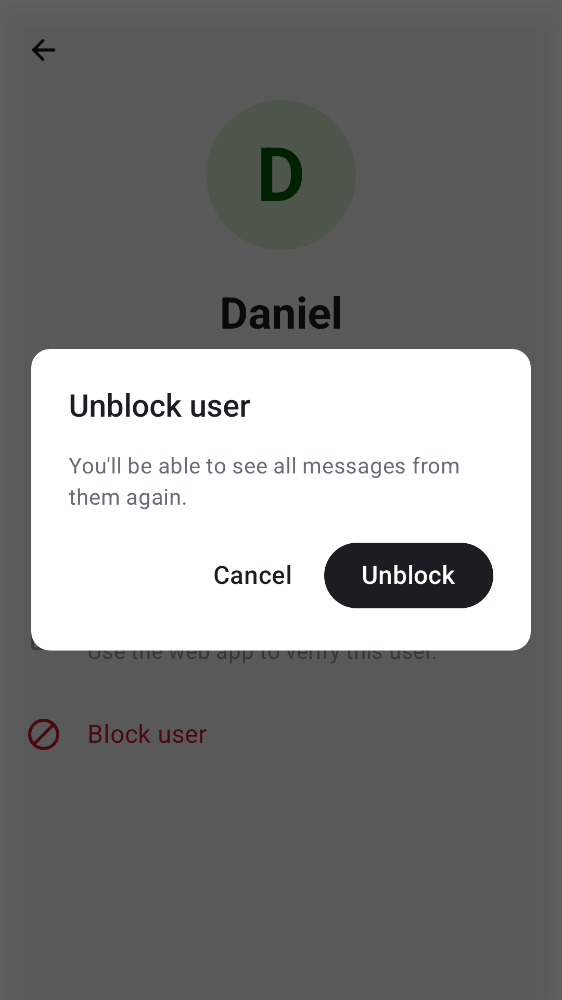 D
Daniel
Unblock user
You'll be able to see all messages from
them again.
Cancel
Unblock
Use the web app to verify this user.
Block user